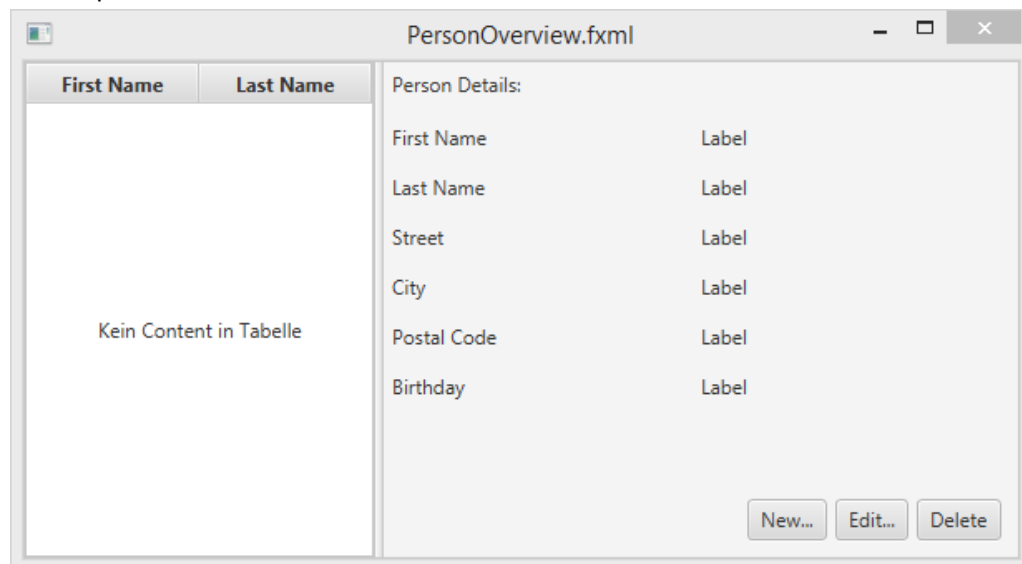 PersonOverview.fxml
First Name Last Name
Kein Content in Tabelle
Person Details:
First Name Label
Last Name Label
Street Label
City Label
Postal Code Label
Birthday Label
New... Edit... Delete